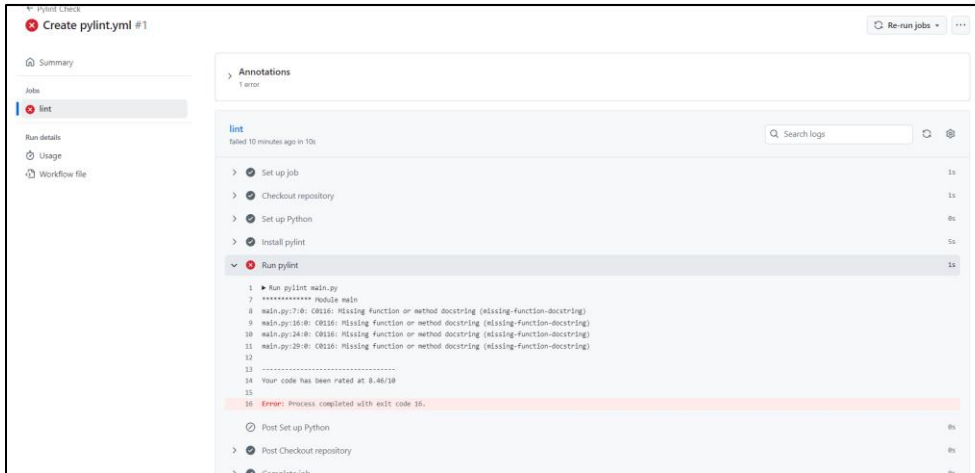 ← Pylint Check
Create pylint.yml #1
Re-run jobs
Summary
Jobs
lint
Run details
Usage
Workflow file
Annotations
1 error
lint
failed 10 minutes ago in 10s
Search logs
Set up job 1s
Checkout repository 1s
Set up Python 0s
Install pylint 5s
Run pylint 1s
1 ▶ Run pylint main.py
7 ************* Module main
8 main.py:7:0: C0116: Missing function or method docstring (missing-function-docstring)
9 main.py:16:0: C0116: Missing function or method docstring (missing-function-docstring)
10 main.py:24:0: C0116: Missing function or method docstring (missing-function-docstring)
11 main.py:29:0: C0116: Missing function or method docstring (missing-function-docstring)
12
13 -----------------------------------
14 Your code has been rated at 8.46/10
15
16 Error: Process completed with exit code 16.
Post Set up Python 0s
Post Checkout repository 0s
Complete job 0s